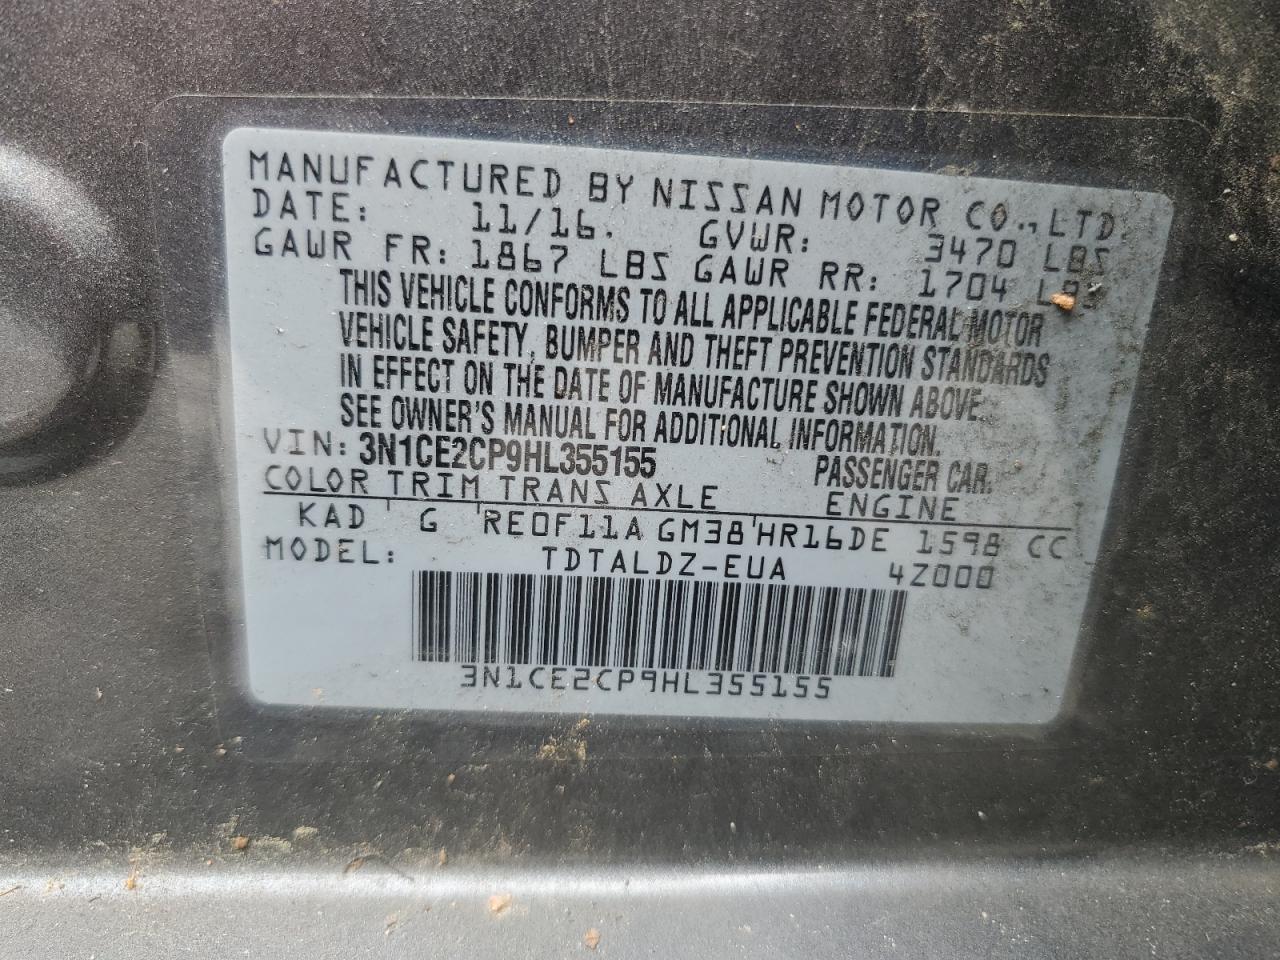 MANUFACTURED BY NISSAN MOTOR CO., LTD.
DATE: 11/16. GVWR: 3470 LBS
GAWR FR: 1867 LBS GAWR RR: 1704 LBS
THIS VEHICLE CONFORMS TO ALL APPLICABLE FEDERAL MOTOR
VEHICLE SAFETY, BUMPER AND THEFT PREVENTION STANDARDS
IN EFFECT ON THE DATE OF MANUFACTURE SHOWN ABOVE.
SEE OWNER'S MANUAL FOR ADDITIONAL INFORMATION.
VIN: 3N1CE2CP9HL355155 PASSENGER CAR.
COLOR TRIM TRANS AXLE ENGINE
KAD G RE0F11A GM38 HR16DE 1598 CC
MODEL: TDTALDZ-EUA 4Z000
3N1CE2CP9HL355155